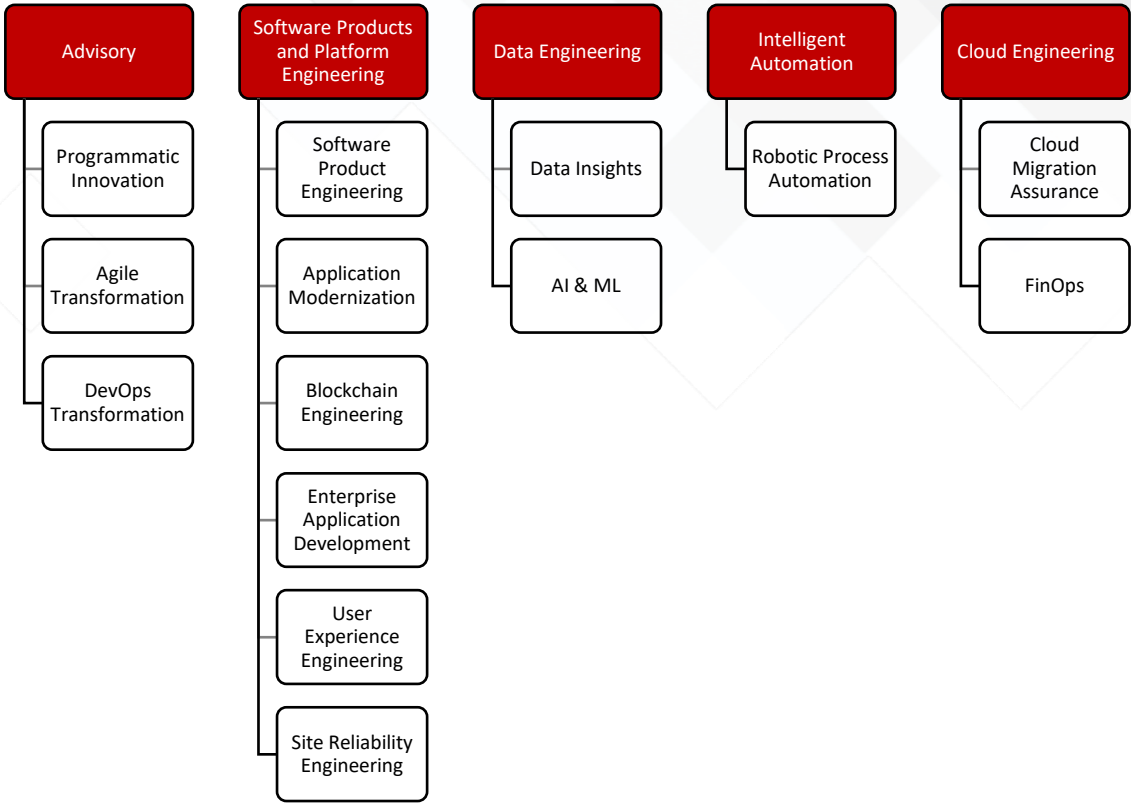 Advisory
Programmatic
Innovation
Agile
Transformation
DevOps
Transformation
Software Products
and Platform
Engineering
Software
Product
Engineering
Application
Modernization
Blockchain
Engineering
Enterprise
Application
Development
User
Experience
Engineering
Site Reliability
Engineering
Data Engineering
Data Insights
AI & ML
Intelligent
Automation
Robotic Process
Automation
Cloud Engineering
Cloud
Migration
Assurance
FinOps